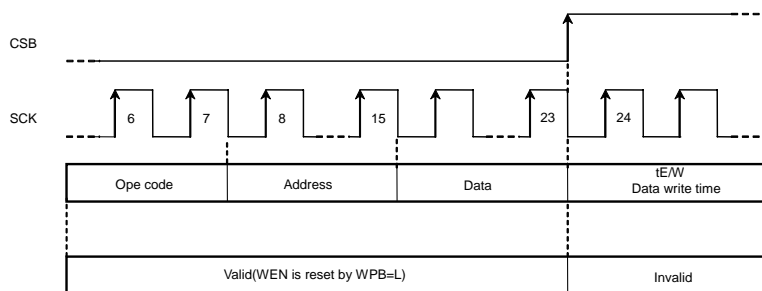 CSB
SCK
6 7 8 15 23 24
Ope code Address Data tE/W
Data write time
Valid(WEN is reset by WPB=L) Invalid